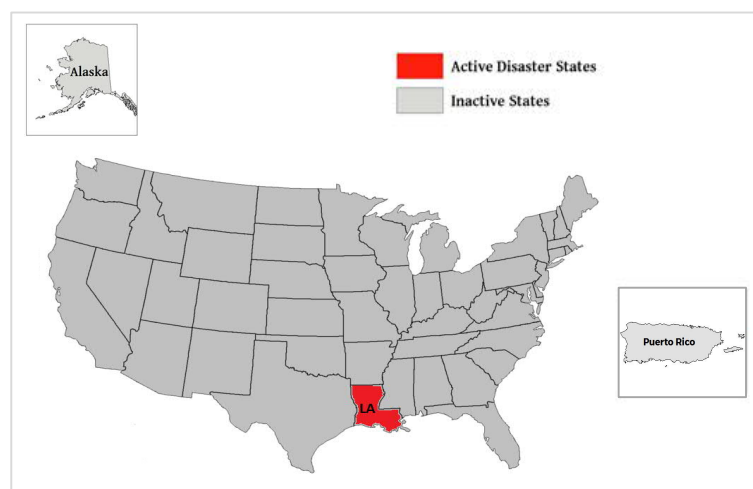 Alaska
Active Disaster States
Inactive States
Puerto Rico
LA